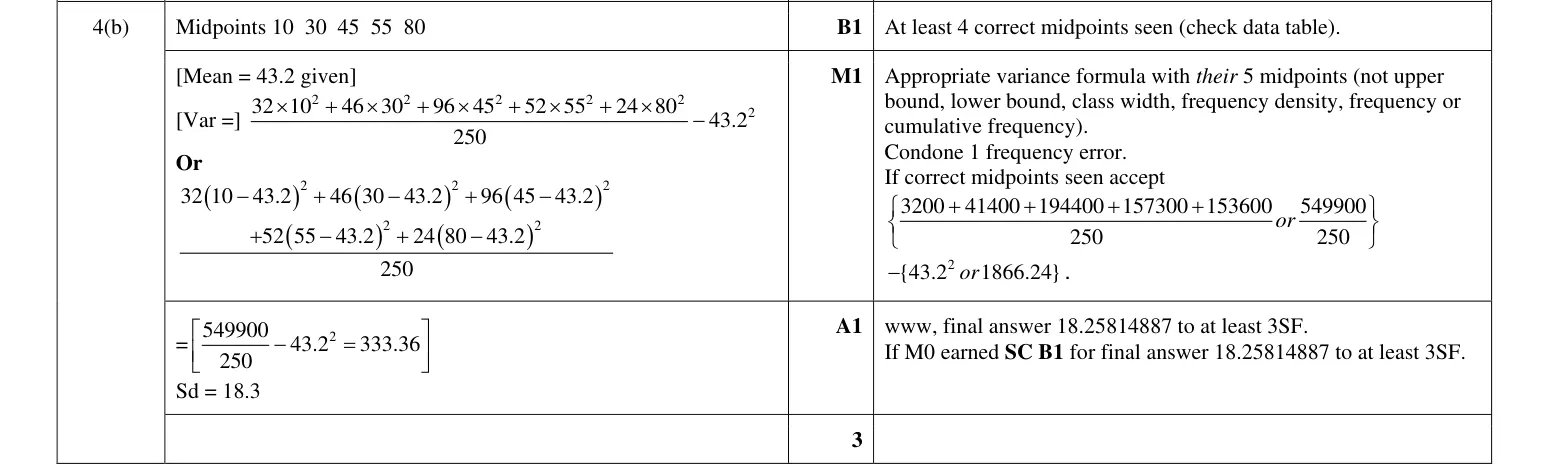 4(b)
Midpoints 10 30 45 55 80
B1
At least 4 correct midpoints seen (check data table).
[Mean = 43.2 given]
[Var =] (32×10² + 46×30² + 96×45² + 52×55² + 24×80²)/250 − 43.2²
Or
32(10 − 43.2)² + 46(30 − 43.2)² + 96(45 − 43.2)²
+52(55 − 43.2)² + 24(80 − 43.2)²
250
M1
Appropriate variance formula with their 5 midpoints (not upper
bound, lower bound, class width, frequency density, frequency or
cumulative frequency).
Condone 1 frequency error.
If correct midpoints seen accept
{(3200 + 41400 + 194400 + 157300 + 153600)/250 or 549900/250}
−{43.2² or 1866.24} .
= [549900/250 − 43.2² = 333.36]
Sd = 18.3
A1
www, final answer 18.25814887 to at least 3SF.
If M0 earned SC B1 for final answer 18.25814887 to at least 3SF.
3